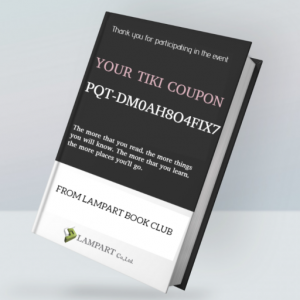 Thank you for participating in the event
YOUR TIKI COUPON
PQT-DM0AH8O4FIX7
The more that you read, the more things
you will know. The more that you learn,
the more places you'll go.
FROM LAMPART BOOK CLUB
LAMPART